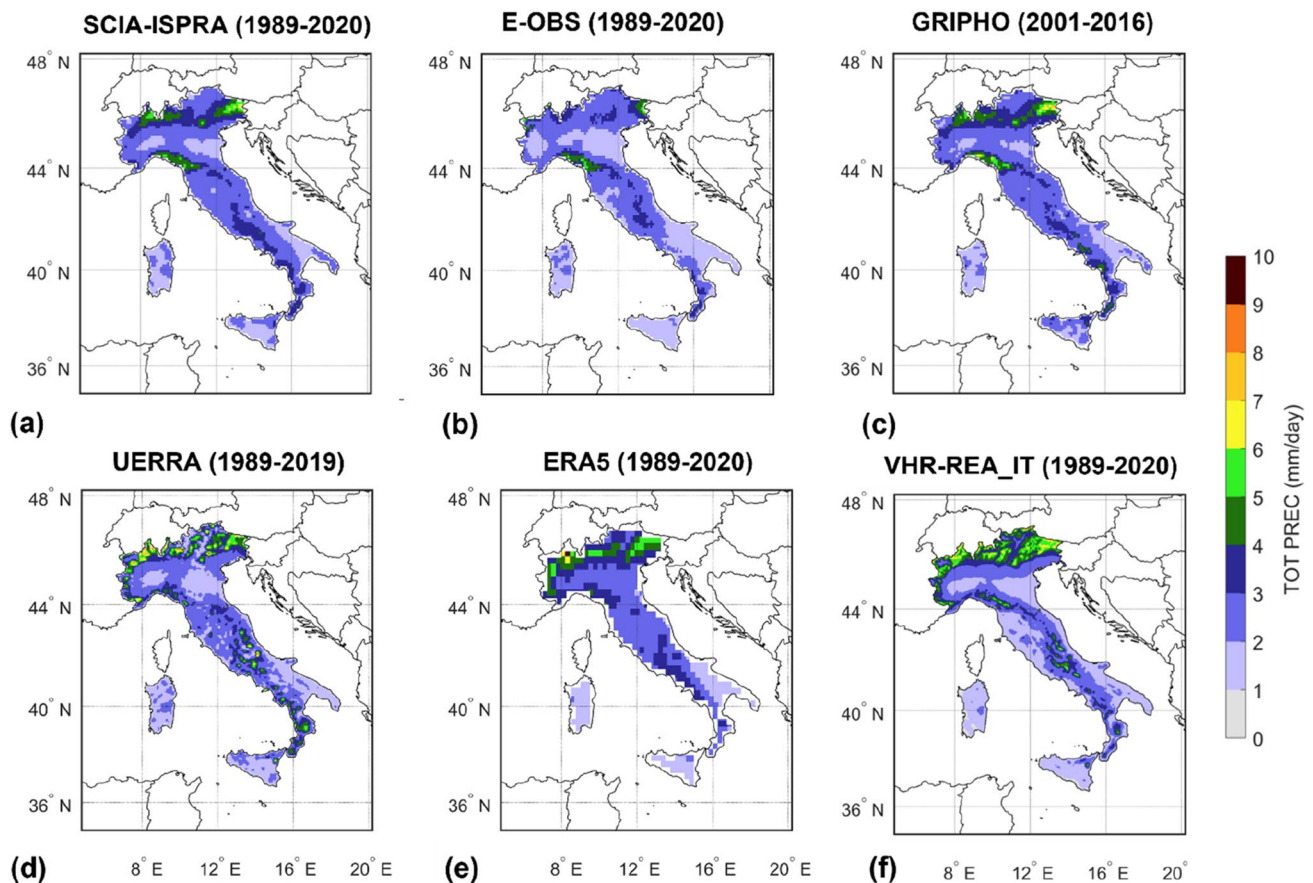 SCIA-ISPRA (1989-2020)
E-OBS (1989-2020)
GRIPHO (2001-2016)
48° N
44° N
40° N
36° N
(a)
48° N
44° N
40° N
36° N
(b)
48° N
44° N
40° N
36° N
(c)
UERRA (1989-2019)
ERA5 (1989-2020)
VHR-REA_IT (1989-2020)
48° N
44° N
40° N
36° N
(d)
8° E 12° E 16° E 20° E
48° N
44° N
40° N
36° N
(e)
8° E 12° E 16° E 20° E
48° N
44° N
40° N
36° N
(f)
8° E 12° E 16° E 20° E
10
9
8
7
6
5
4
3
2
1
0
TOT PREC (mm/day)